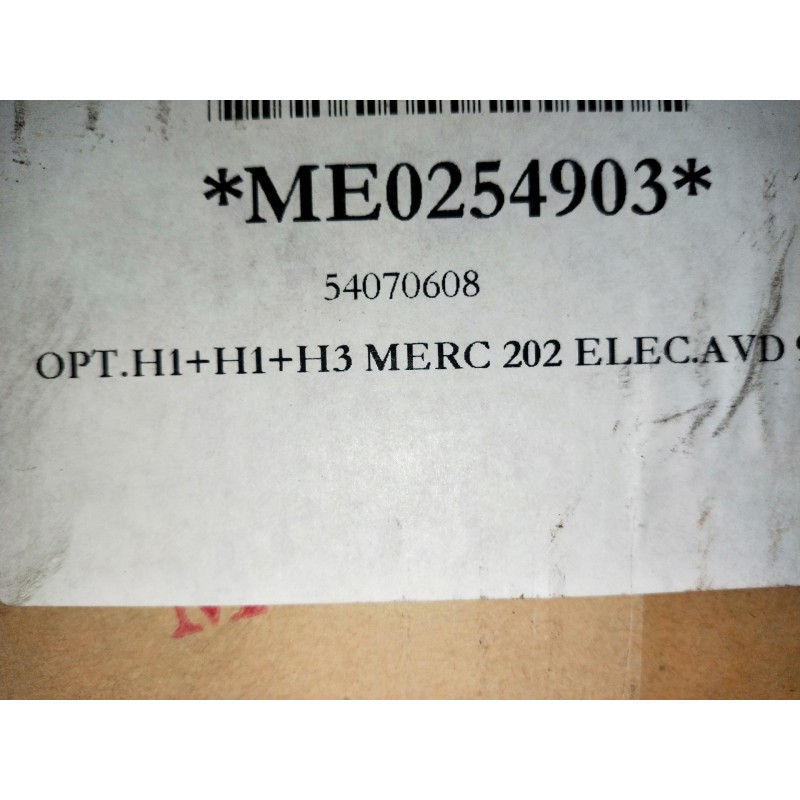 *ME0254903*
54070608
OPT.H1+H1+H3 MERC 202 ELEC.AVD